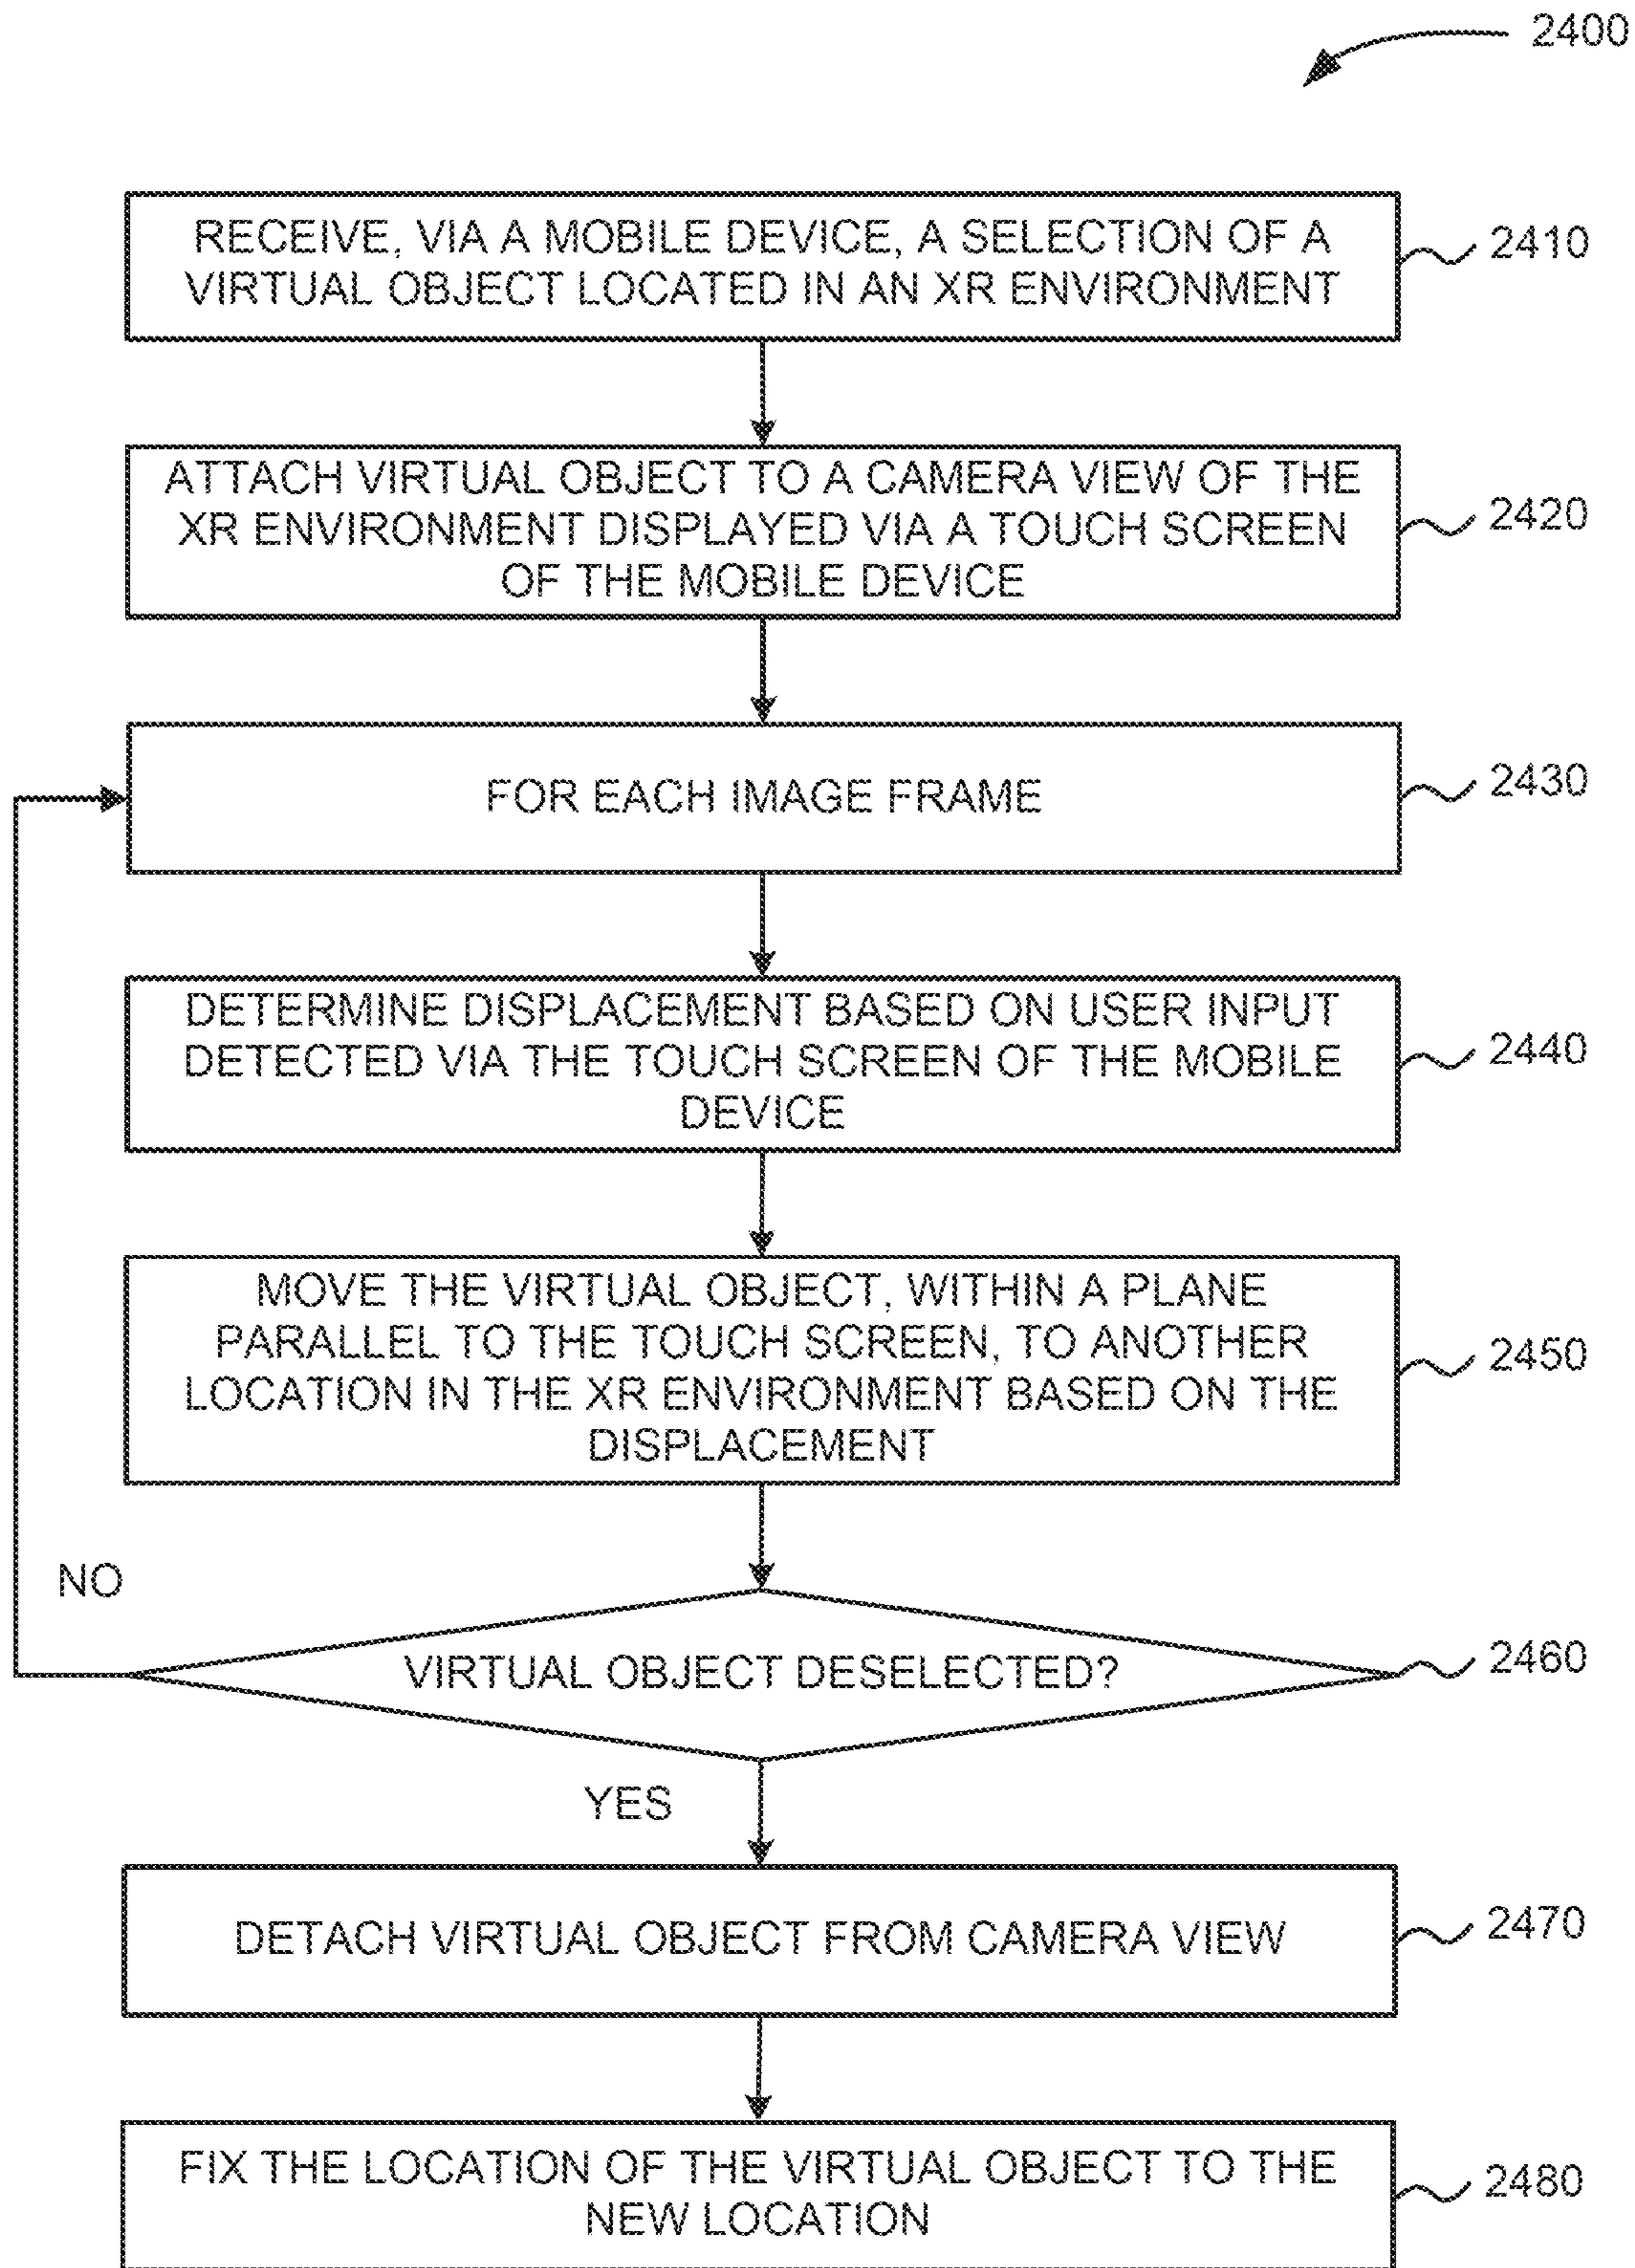 2400
RECEIVE, VIA A MOBILE DEVICE, A SELECTION OF A
VIRTUAL OBJECT LOCATED IN AN XR ENVIRONMENT
2410
ATTACH VIRTUAL OBJECT TO A CAMERA VIEW OF THE
XR ENVIRONMENT DISPLAYED VIA A TOUCH SCREEN
OF THE MOBILE DEVICE
2420
FOR EACH IMAGE FRAME
2430
DETERMINE DISPLACEMENT BASED ON USER INPUT
DETECTED VIA THE TOUCH SCREEN OF THE MOBILE
DEVICE
2440
MOVE THE VIRTUAL OBJECT, WITHIN A PLANE
PARALLEL TO THE TOUCH SCREEN, TO ANOTHER
LOCATION IN THE XR ENVIRONMENT BASED ON THE
DISPLACEMENT
2450
NO
VIRTUAL OBJECT DESELECTED?
2460
YES
DETACH VIRTUAL OBJECT FROM CAMERA VIEW
2470
FIX THE LOCATION OF THE VIRTUAL OBJECT TO THE
NEW LOCATION
2480